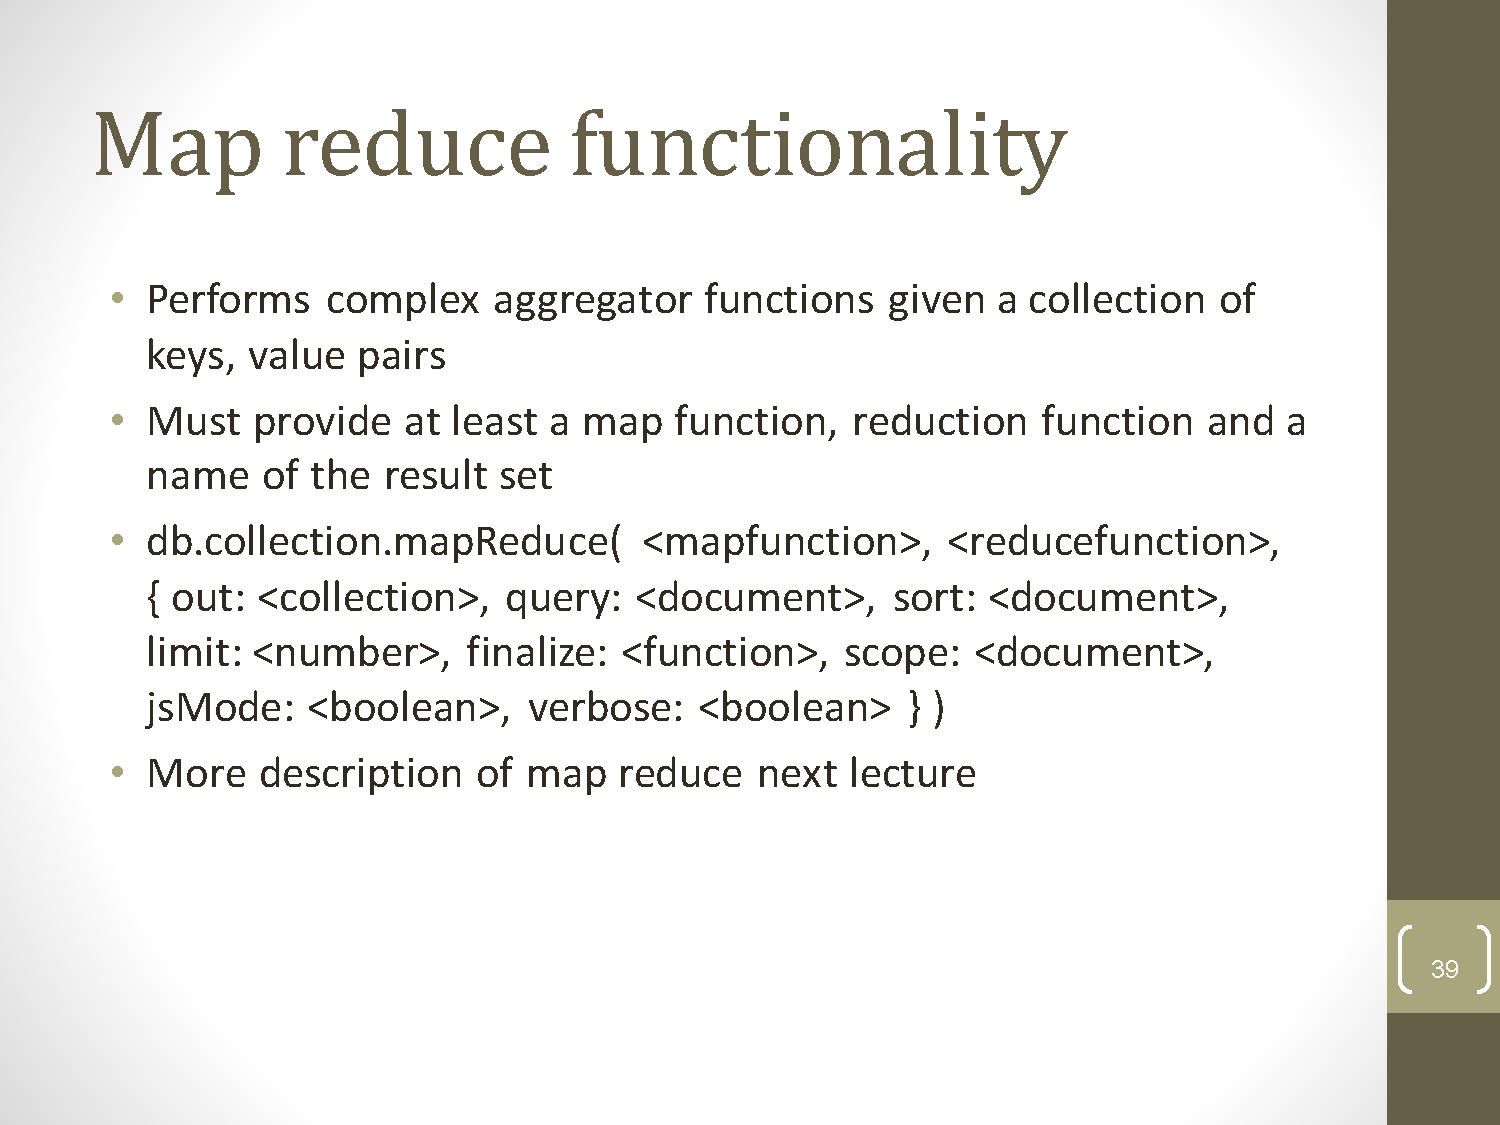 Map reduce functionality
• Performs complex aggregator functions given a collection of
keys, value pairs
• Must provide at least a map function, reduction function and a
name of the result set
• db.collection.mapReduce( <mapfunction>, <reducefunction>,
{ out: <collection>, query: <document>, sort: <document>,
limit: <number>, finalize: <function>, scope: <document>,
jsMode: <boolean>, verbose: <boolean> } )
• More description of map reduce next lecture
39